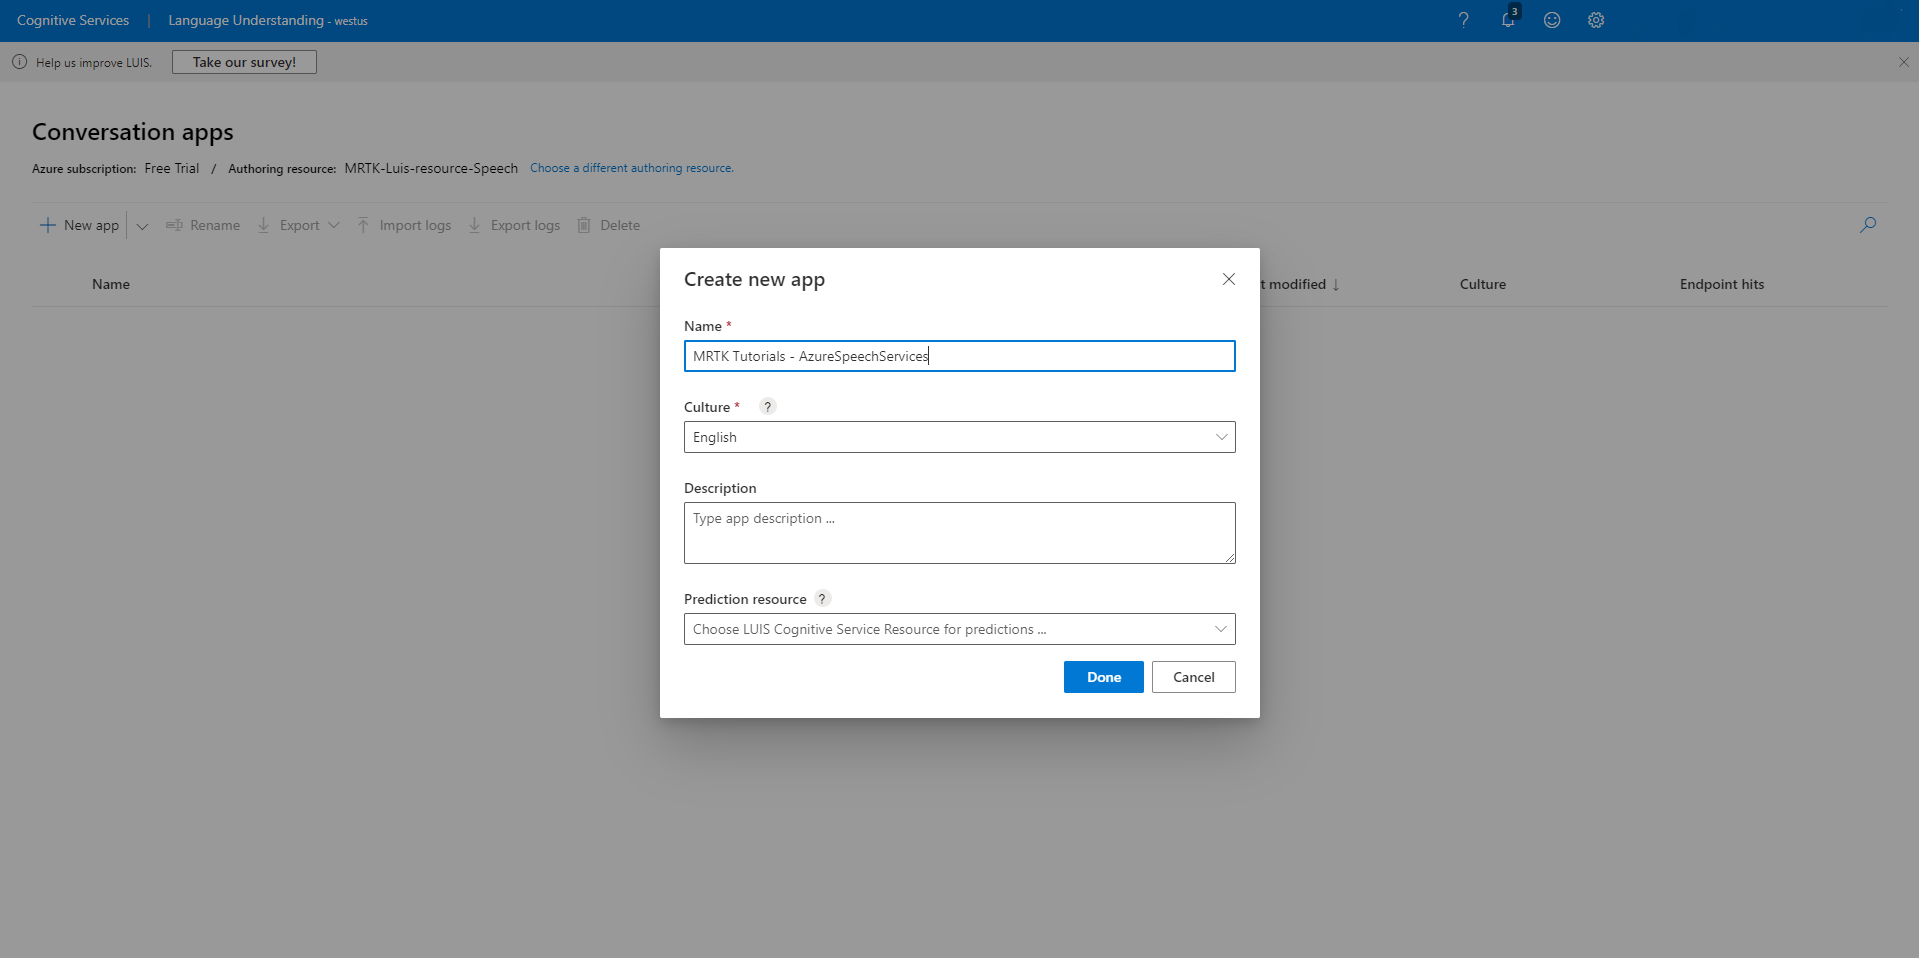 Cognitive Services | Language Understanding - westus 3
Help us improve LUIS. Take our survey!
Conversation apps
Azure subscription: Free Trial / Authoring resource: MRTK-Luis-resource-Speech Choose a different authoring resource.
New app Rename Export Import logs Export logs Delete
Name t modified ↓ Culture Endpoint hits
Create new app
Name *
MRTK Tutorials - AzureSpeechServices
Culture * ?
English
Description
Type app description ...
Prediction resource ?
Choose LUIS Cognitive Service Resource for predictions ...
Done Cancel